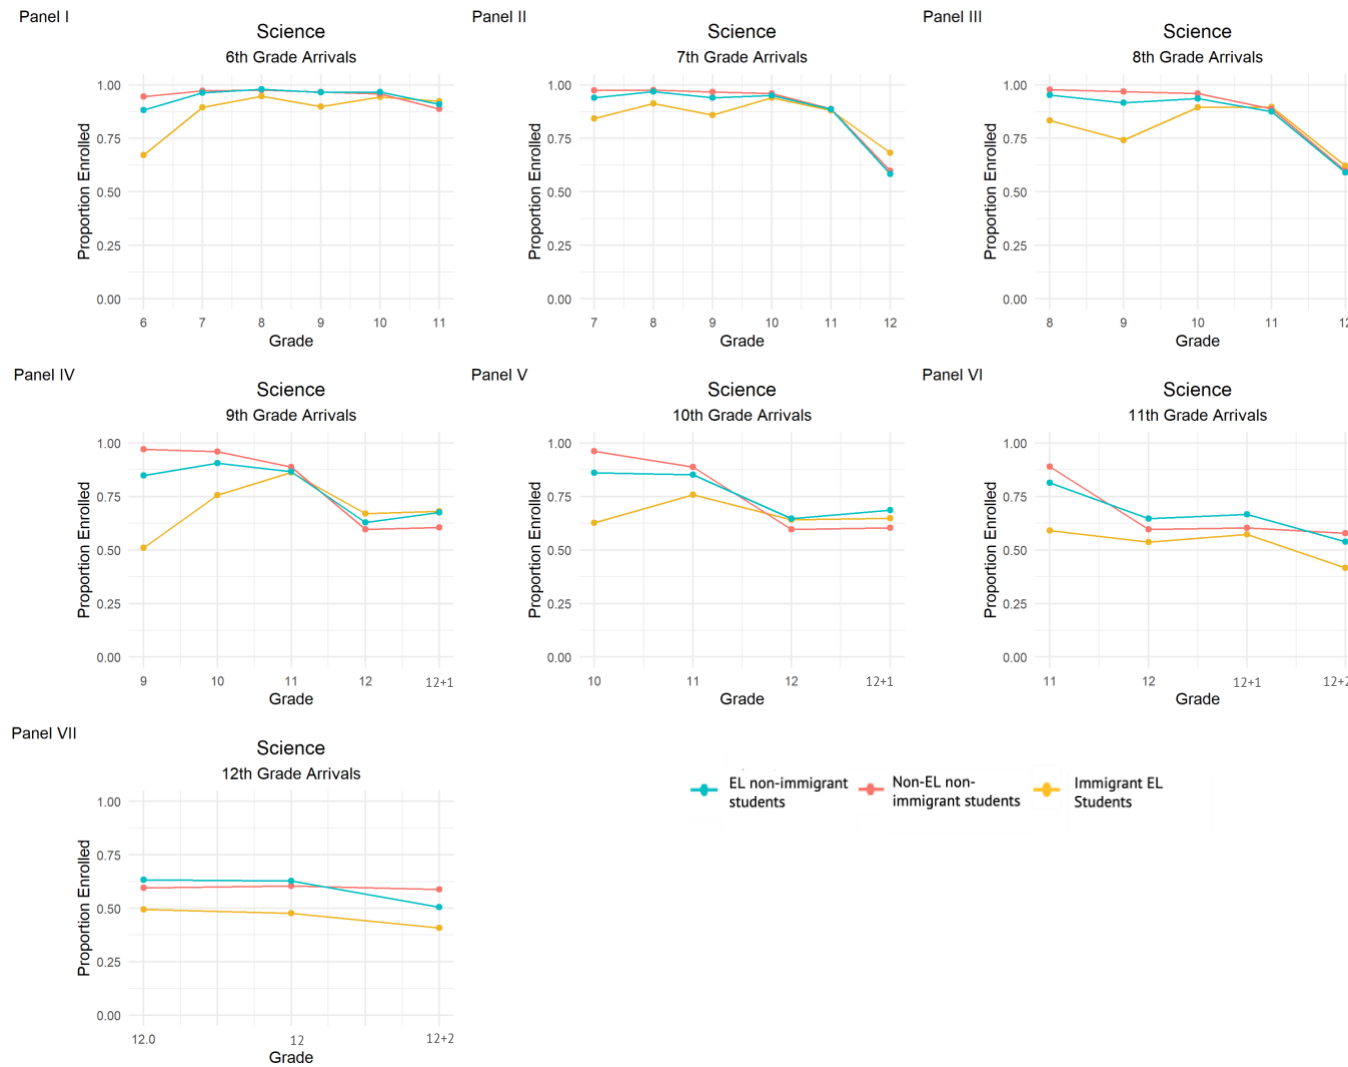 Panel I
Science
6th Grade Arrivals
Proportion Enrolled
1.00
0.75
0.50
0.25
0.00
6 7 8 9 10 11
Grade
Panel II
Science
7th Grade Arrivals
Proportion Enrolled
1.00
0.75
0.50
0.25
0.00
7 8 9 10 11 12
Grade
Panel III
Science
8th Grade Arrivals
Proportion Enrolled
1.00
0.75
0.50
0.25
0.00
8 9 10 11 12
Grade
Panel IV
Science
9th Grade Arrivals
Proportion Enrolled
1.00
0.75
0.50
0.25
0.00
9 10 11 12 12+1
Grade
Panel V
Science
10th Grade Arrivals
Proportion Enrolled
1.00
0.75
0.50
0.25
0.00
10 11 12 12+1
Grade
Panel VI
Science
11th Grade Arrivals
Proportion Enrolled
1.00
0.75
0.50
0.25
0.00
11 12 12+1 12+2
Grade
Panel VII
Science
12th Grade Arrivals
Proportion Enrolled
1.00
0.75
0.50
0.25
0.00
12.0 12 12+2
Grade
EL non-immigrant
students
Non-EL non-
immigrant students
Immigrant EL
Students